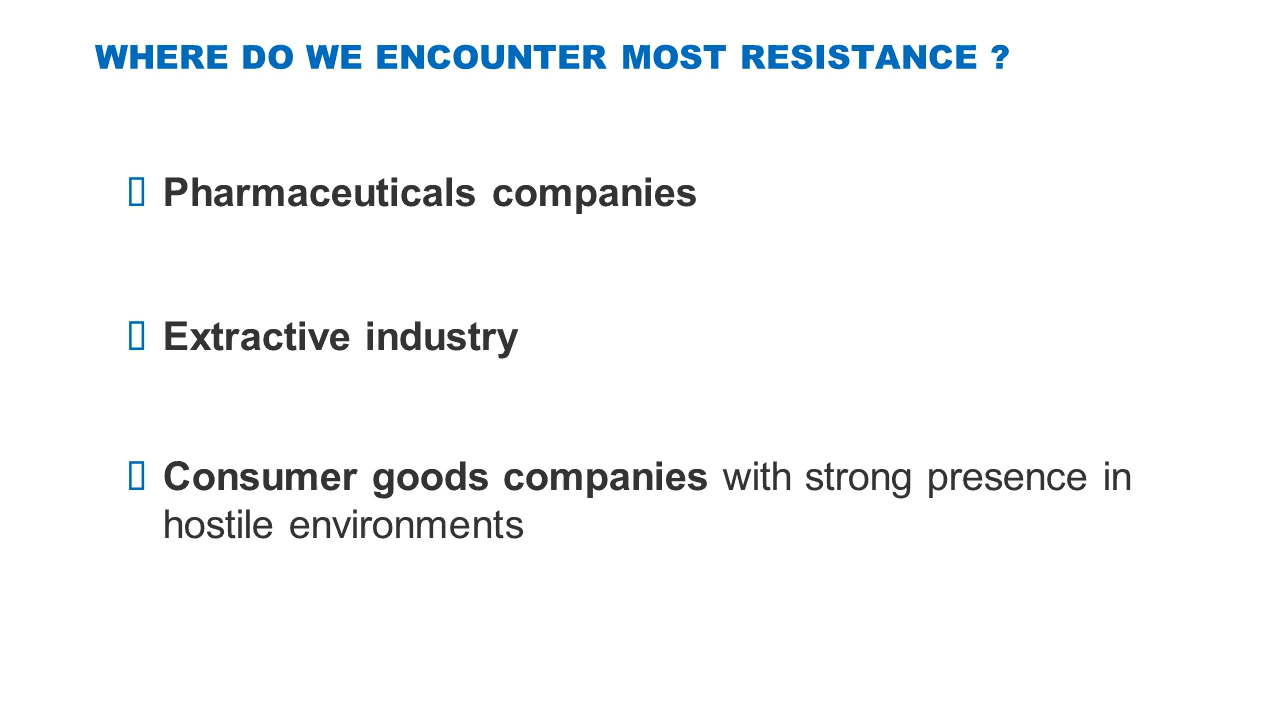 WHERE DO WE ENCOUNTER MOST RESISTANCE ?
Pharmaceuticals companies
Extractive industry
Consumer goods companies with strong presence in
hostile environments